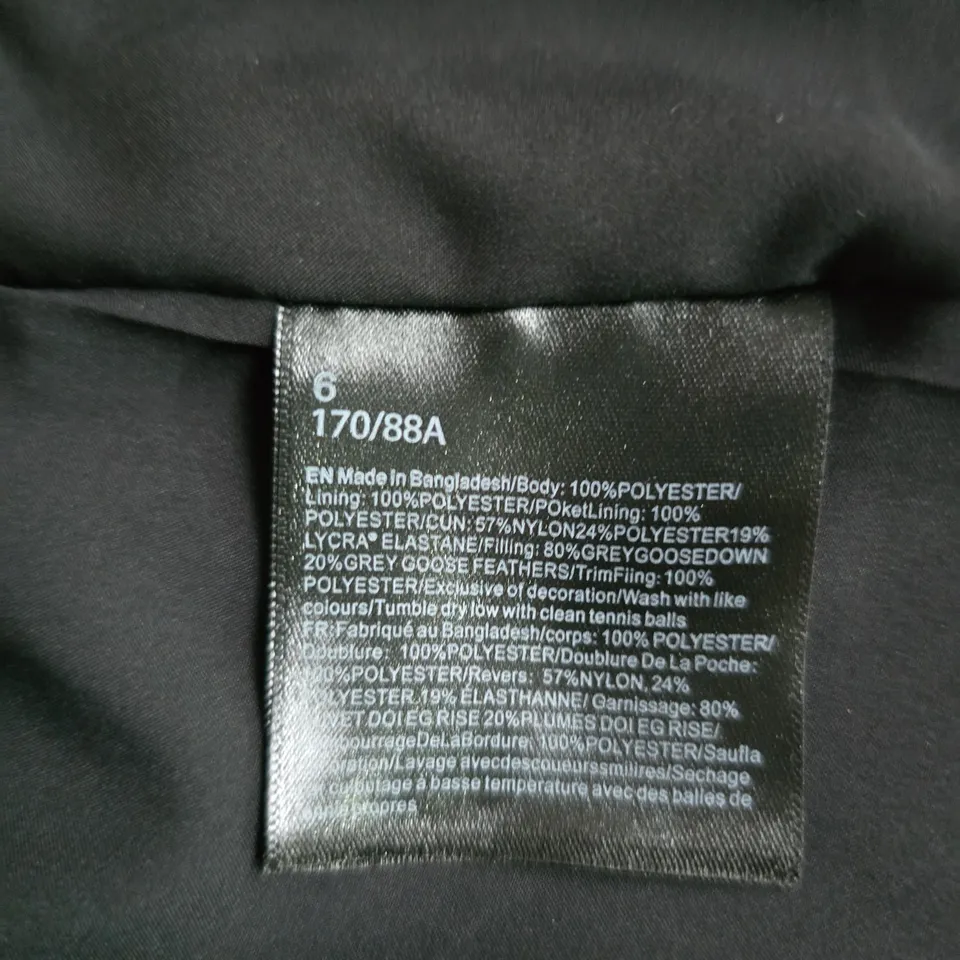 6
170/88A
EN Made in Bangladesh/Body: 100%POLYESTER/
Lining: 100%POLYESTER/POketLining: 100%
POLYESTER/CUN: 57%NYLON24%POLYESTER19%
LYCRA® ELASTANE/Filling: 80%GREYGOOSEDOWN
20%GREY GOOSE FEATHERS/TrimFiing: 100%
POLYESTER/Exclusive of decoration/Wash with like
colours/Tumble dry low with clean tennis balls
FR:Fabriqué au Bangladesh/corps: 100% POLYESTER/
Doublure 100%POLYESTER/Doublure De La Poche:
POLYESTER/Revers: 57%NYLON, 24%
19% ÉLASTHANNE/ Garnissage: 80%
DOI EG RISE 20%PLUMES DOI EG RISE/
100%POLYESTER/Saufla
avecdescoueurssmilires/Sechage
culbutage a basse temperature avec des balles de